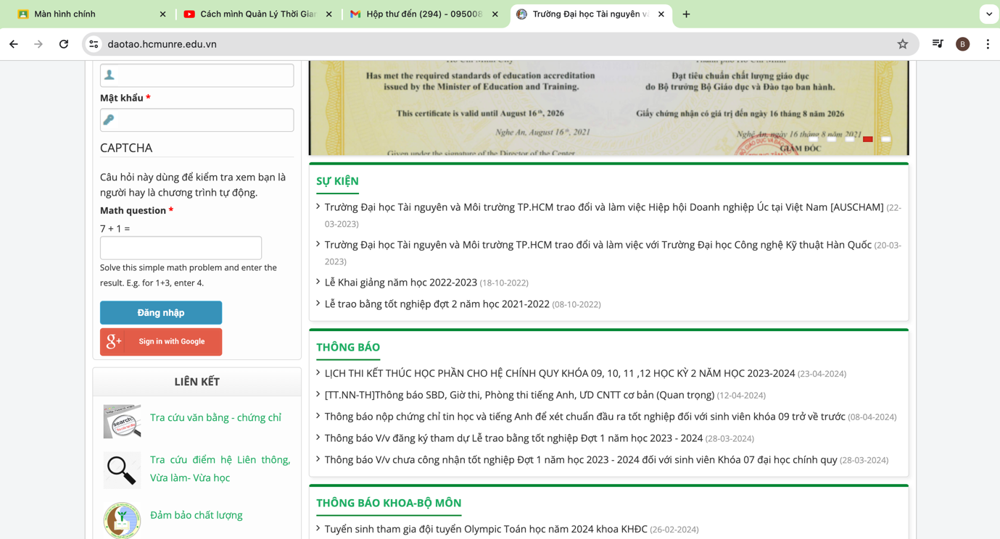 Màn hình chính
Cách mình Quản Lý Thời Gian
Hộp thư đến (294) - 095008
Trường Đại học Tài nguyên và
daotao.hcmunre.edu.vn
B
Mật khẩu *
CAPTCHA
Câu hỏi này dùng để kiểm tra xem bạn là
người hay là chương trình tự động.
Math question *
7 + 1 =
Solve this simple math problem and enter the
result. E.g. for 1+3, enter 4.
Đăng nhập
g+ Sign in with Google
LIÊN KẾT
search
Tra cứu văn bằng - chứng chỉ
Tra cứu điểm hệ Liên thông,
Vừa làm- Vừa học
Đảm bảo chất lượng
Has met the required standards of education accreditation
issued by the Minister of Education and Training.
This certificate is valid until August 16th, 2026
Nghe An, August 16th, 2021
Given under the signature of the Director of the Center
Đạt tiêu chuẩn chất lượng giáo dục
do Bộ trưởng Bộ Giáo dục và Đào tạo ban hành.
Giấy chứng nhận có giá trị đến ngày 16 tháng 8 năm 2026
Nghệ An, ngày 16 tháng 8 năm 2021
GIÁM ĐỐC
SỰ KIỆN
Trường Đại học Tài nguyên và Môi trường TP.HCM trao đổi và làm việc Hiệp hội Doanh nghiệp Úc tại Việt Nam [AUSCHAM] (22-
03-2023)
Trường Đại học Tài nguyên và Môi trường TP.HCM trao đổi và làm việc với Trường Đại học Công nghệ Kỹ thuật Hàn Quốc (20-03-
2023)
Lễ Khai giảng năm học 2022-2023 (18-10-2022)
Lễ trao bằng tốt nghiệp đợt 2 năm học 2021-2022 (08-10-2022)
THÔNG BÁO
LỊCH THI KẾT THÚC HỌC PHẦN CHO HỆ CHÍNH QUY KHÓA 09, 10, 11 ,12 HỌC KỲ 2 NĂM HỌC 2023-2024 (23-04-2024)
[TT.NN-TH]Thông báo SBD, Giờ thi, Phòng thi tiếng Anh, ƯD CNTT cơ bản (Quan trọng) (12-04-2024)
Thông báo nộp chứng chỉ tin học và tiếng Anh để xét chuẩn đầu ra tốt nghiệp đối với sinh viên khóa 09 trở về trước (08-04-2024)
Thông báo V/v đăng ký tham dự Lễ trao bằng tốt nghiệp Đợt 1 năm học 2023 - 2024 (28-03-2024)
Thông báo V/v chưa công nhận tốt nghiệp Đợt 1 năm học 2023 - 2024 đối với sinh viên Khóa 07 đại học chính quy (28-03-2024)
THÔNG BÁO KHOA-BỘ MÔN
Tuyển sinh tham gia đội tuyển Olympic Toán học năm 2024 khoa KHĐC (26-02-2024)